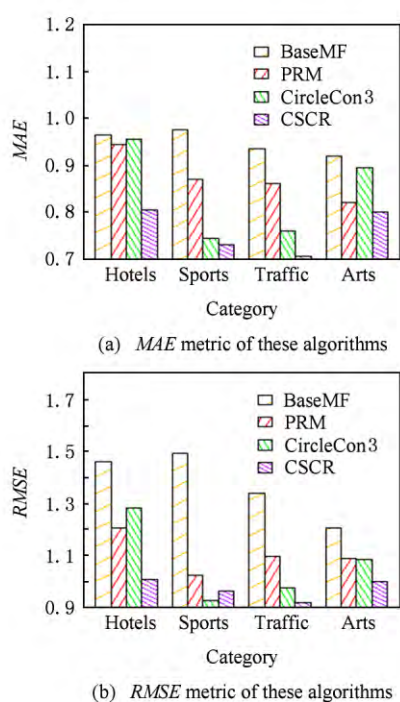 1. 2
1. 1
1. 0
0. 9
0. 8
0. 7
MAE
BaseMF
PRM
CircleCon3
CSCR
Hotels Sports Traffic Arts
Category
(a) MAE metric of these algorithms
1.7
1.5
1.3
1.1
0.9
RMSE
BaseMF
PRM
CircleCon3
CSCR
Hotels Sports Traffic Arts
Category
(b) RMSE metric of these algorithms